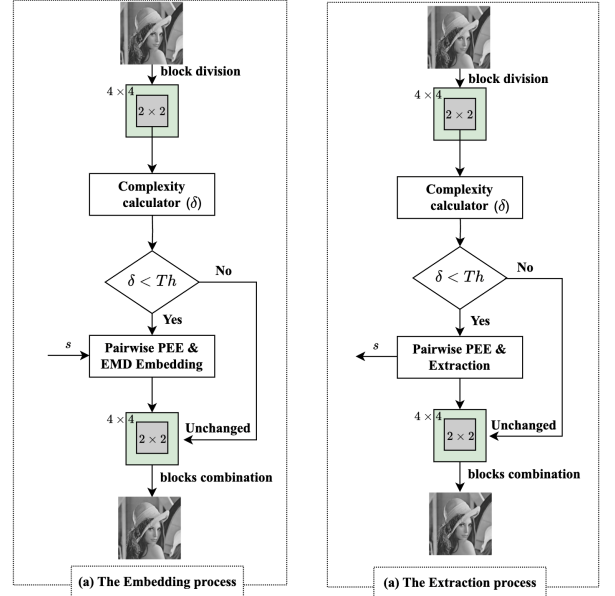 block division
4 × 4
2 × 2
Complexity
calculator (δ)
δ < Th
No
Yes
s
Pairwise PEE &
EMD Embedding
4 × 4
Unchanged
2 × 2
blocks combination
(a) The Embedding process
block division
4 × 4
2 × 2
Complexity
calculator (δ)
δ < Th
No
Yes
s
Pairwise PEE &
Extraction
4 × 4
Unchanged
2 × 2
blocks combination
(a) The Extraction process